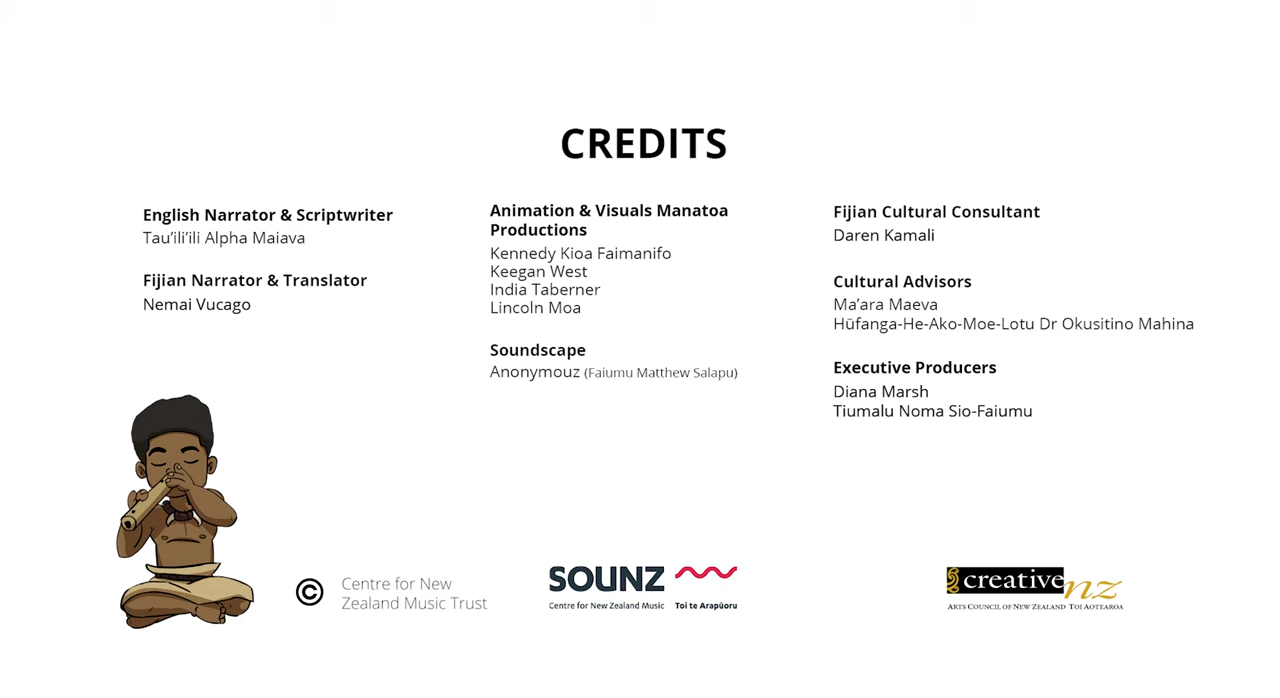 CREDITS
English Narrator & Scriptwriter
Tau’ili’ili Alpha Maiava
Fijian Narrator & Translator
Nemai Vucago
Animation & Visuals Manatoa
Productions
Kennedy Kioa Faimanifo
Keegan West
India Taberner
Lincoln Moa
Soundscape
Anonymouz (Faiumu Matthew Salapu)
Fijian Cultural Consultant
Daren Kamali
Cultural Advisors
Ma’ara Maeva
Hūfanga-He-Ako-Moe-Lotu Dr Okusitino Mahina
Executive Producers
Diana Marsh
Tiumalu Noma Sio-Faiumu
© Centre for New
Zealand Music Trust
SOUNZ
Centre for New Zealand Music Toi te Arapūoru
creative nz
ARTS COUNCIL OF NEW ZEALAND TOI AOTEAROA